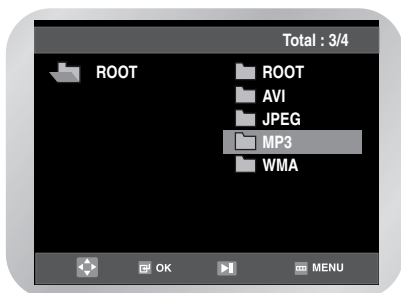 Total : 3/4
ROOT ROOT
AVI
JPEG
MP3
WMA
OK MENU